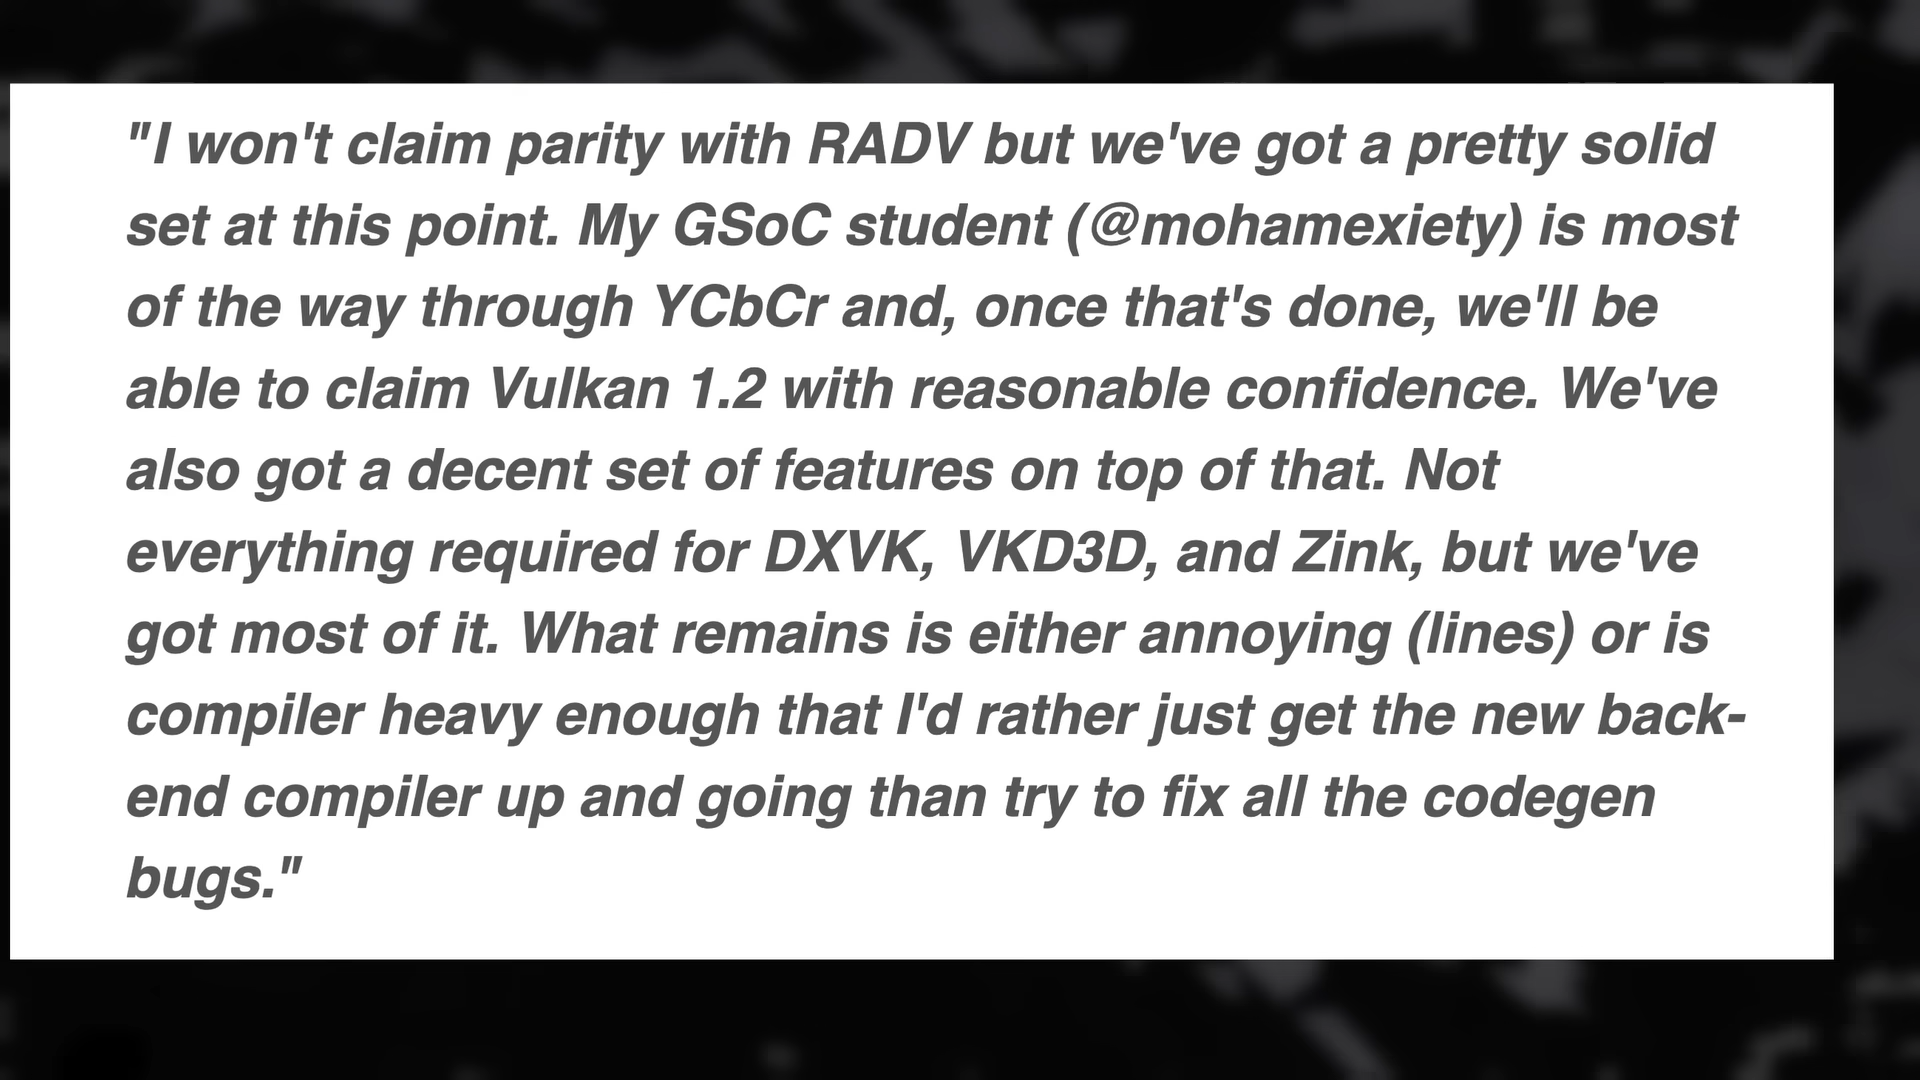 "I won't claim parity with RADV but we've got a pretty solid
set at this point. My GSoC student (@mohamexiety) is most
of the way through YCbCr and, once that's done, we'll be
able to claim Vulkan 1.2 with reasonable confidence. We've
also got a decent set of features on top of that. Not
everything required for DXVK, VKD3D, and Zink, but we've
got most of it. What remains is either annoying (lines) or is
compiler heavy enough that I'd rather just get the new back-
end compiler up and going than try to fix all the codegen
bugs."